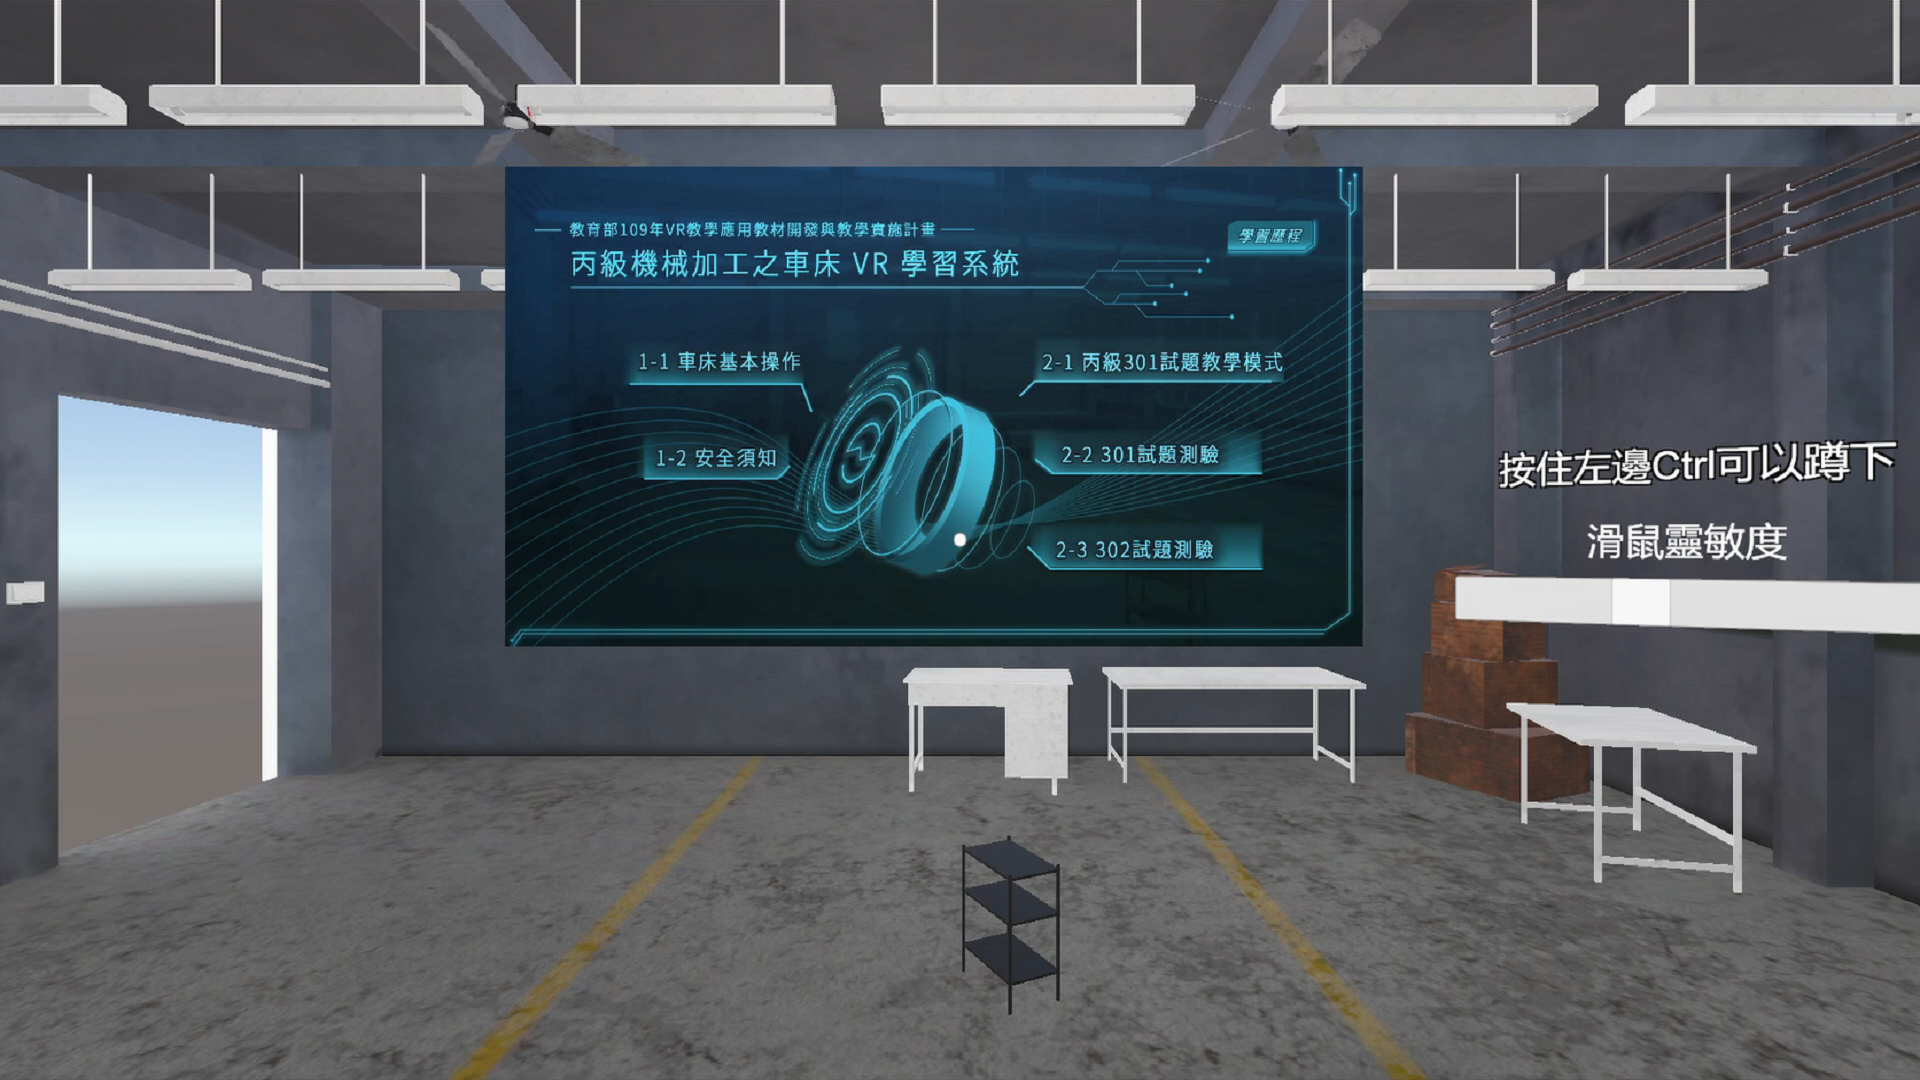 教育部109年VR教學應用教材開發與教學實施計畫
丙級機械加工之車床 VR 學習系統
學習歷程
1-1 車床基本操作
1-2 安全須知
2-1 丙級301試題教學模式
2-2 301試題測驗
2-3 302試題測驗
按住左邊Ctrl可以蹲下
滑鼠靈敏度